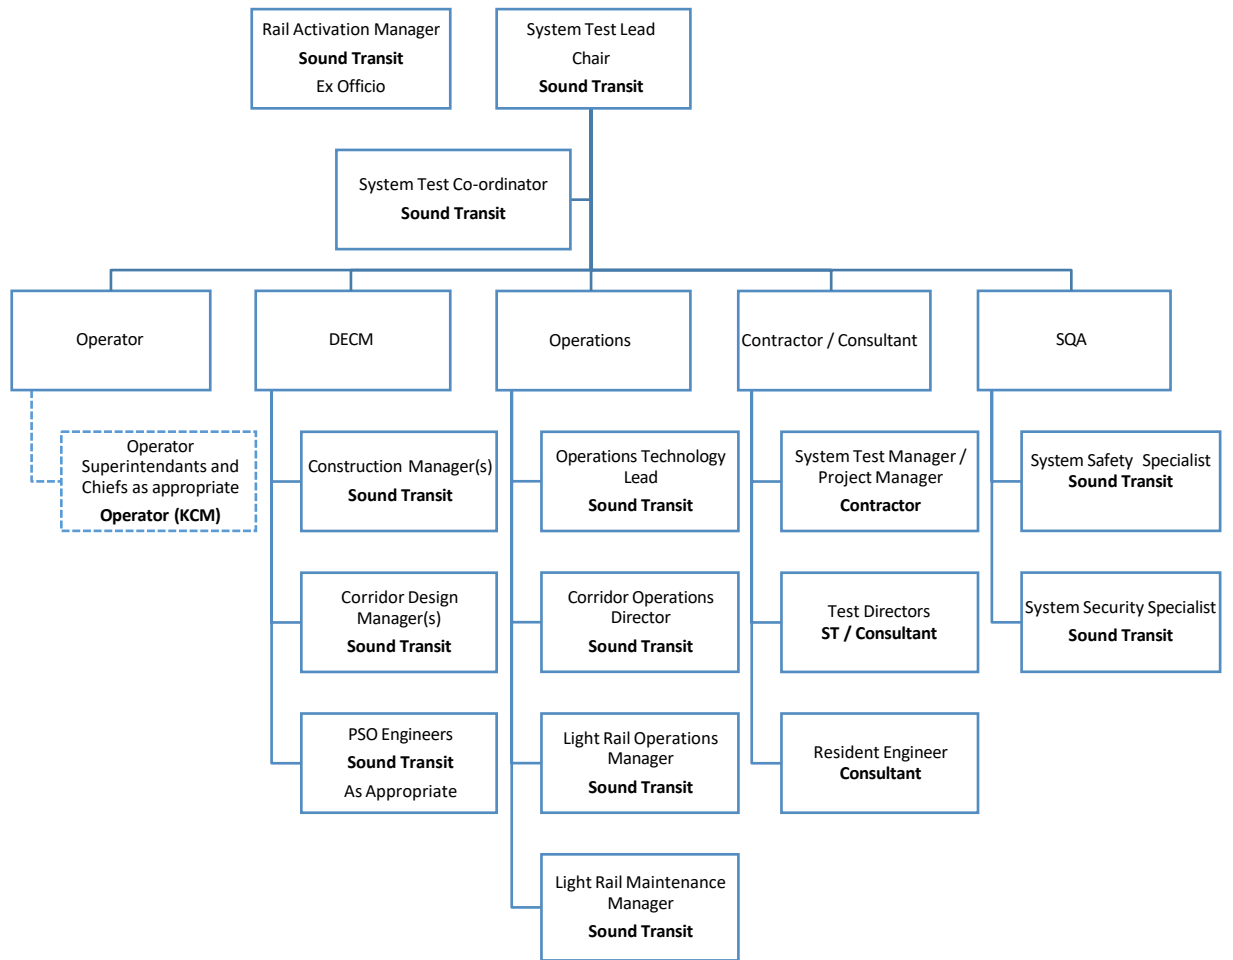 Rail Activation Manager
Sound Transit
Ex Officio
System Test Lead
Chair
Sound Transit
System Test Co-ordinator
Sound Transit
Operator
DECM
Operations
Contractor / Consultant
SQA
Operator
Superintendants and
Chiefs as appropriate
Operator (KCM)
Construction Manager(s)
Sound Transit
Operations Technology
Lead
Sound Transit
System Test Manager /
Project Manager
Contractor
System Safety Specialist
Sound Transit
Corridor Design
Manager(s)
Sound Transit
Corridor Operations
Director
Sound Transit
Test Directors
ST / Consultant
System Security Specialist
Sound Transit
PSO Engineers
Sound Transit
As Appropriate
Light Rail Operations
Manager
Sound Transit
Resident Engineer
Consultant
Light Rail Maintenance
Manager
Sound Transit